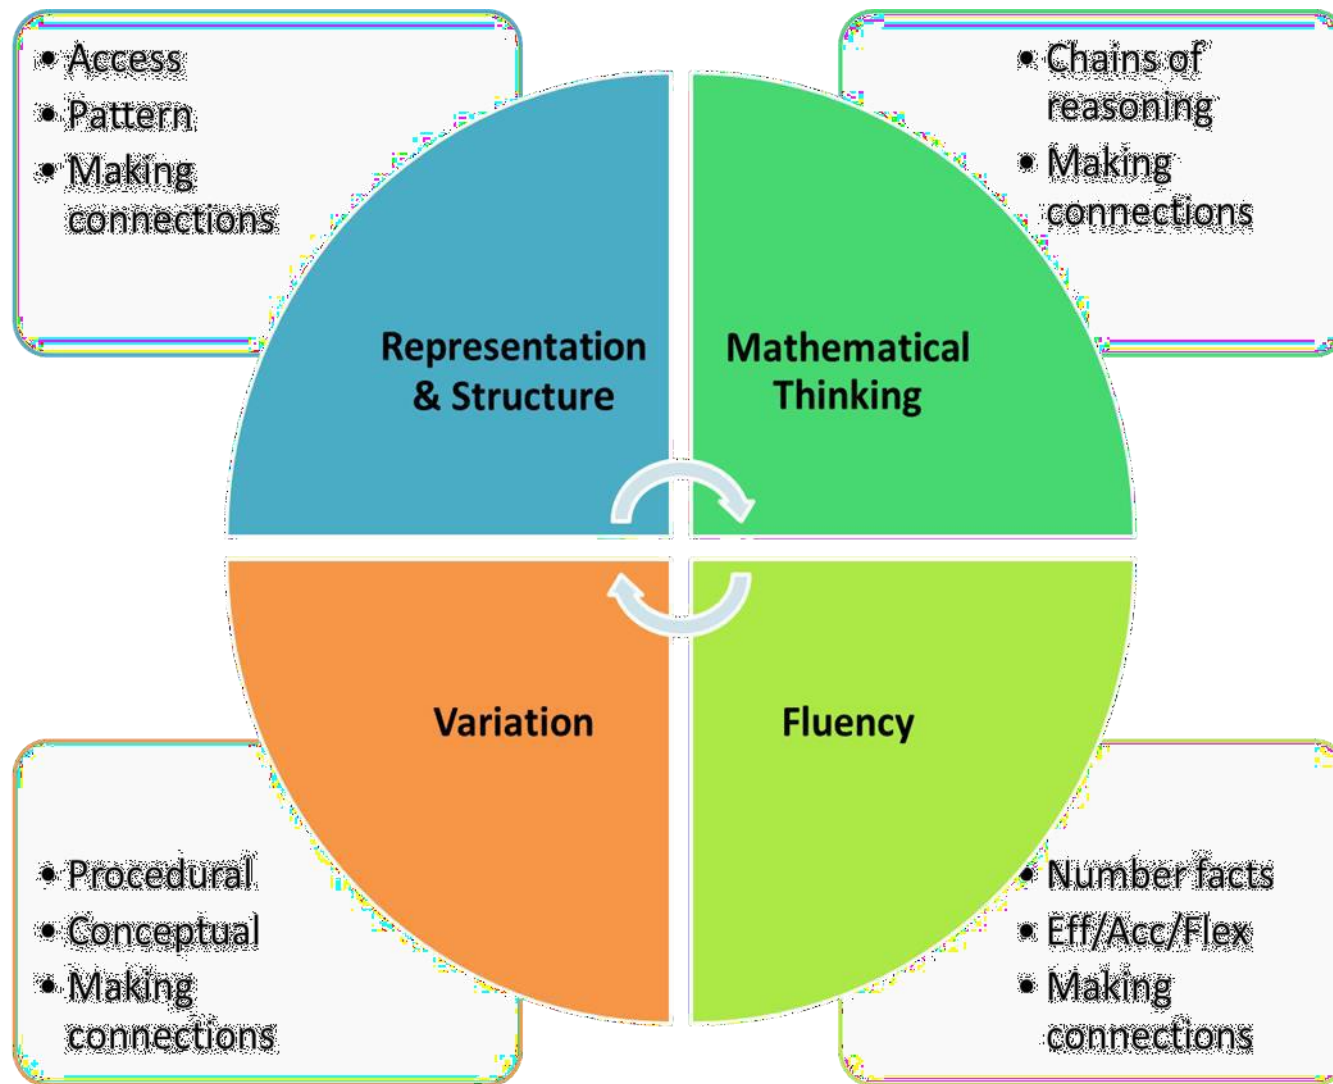 • Access
• Pattern
• Making
connections
• Chains of
reasoning
• Making
connections
Representation
& Structure
Mathematical
Thinking
Variation
Fluency
• Procedural
• Conceptual
• Making
connections
• Number facts
• Eff/Acc/Flex
• Making
connections